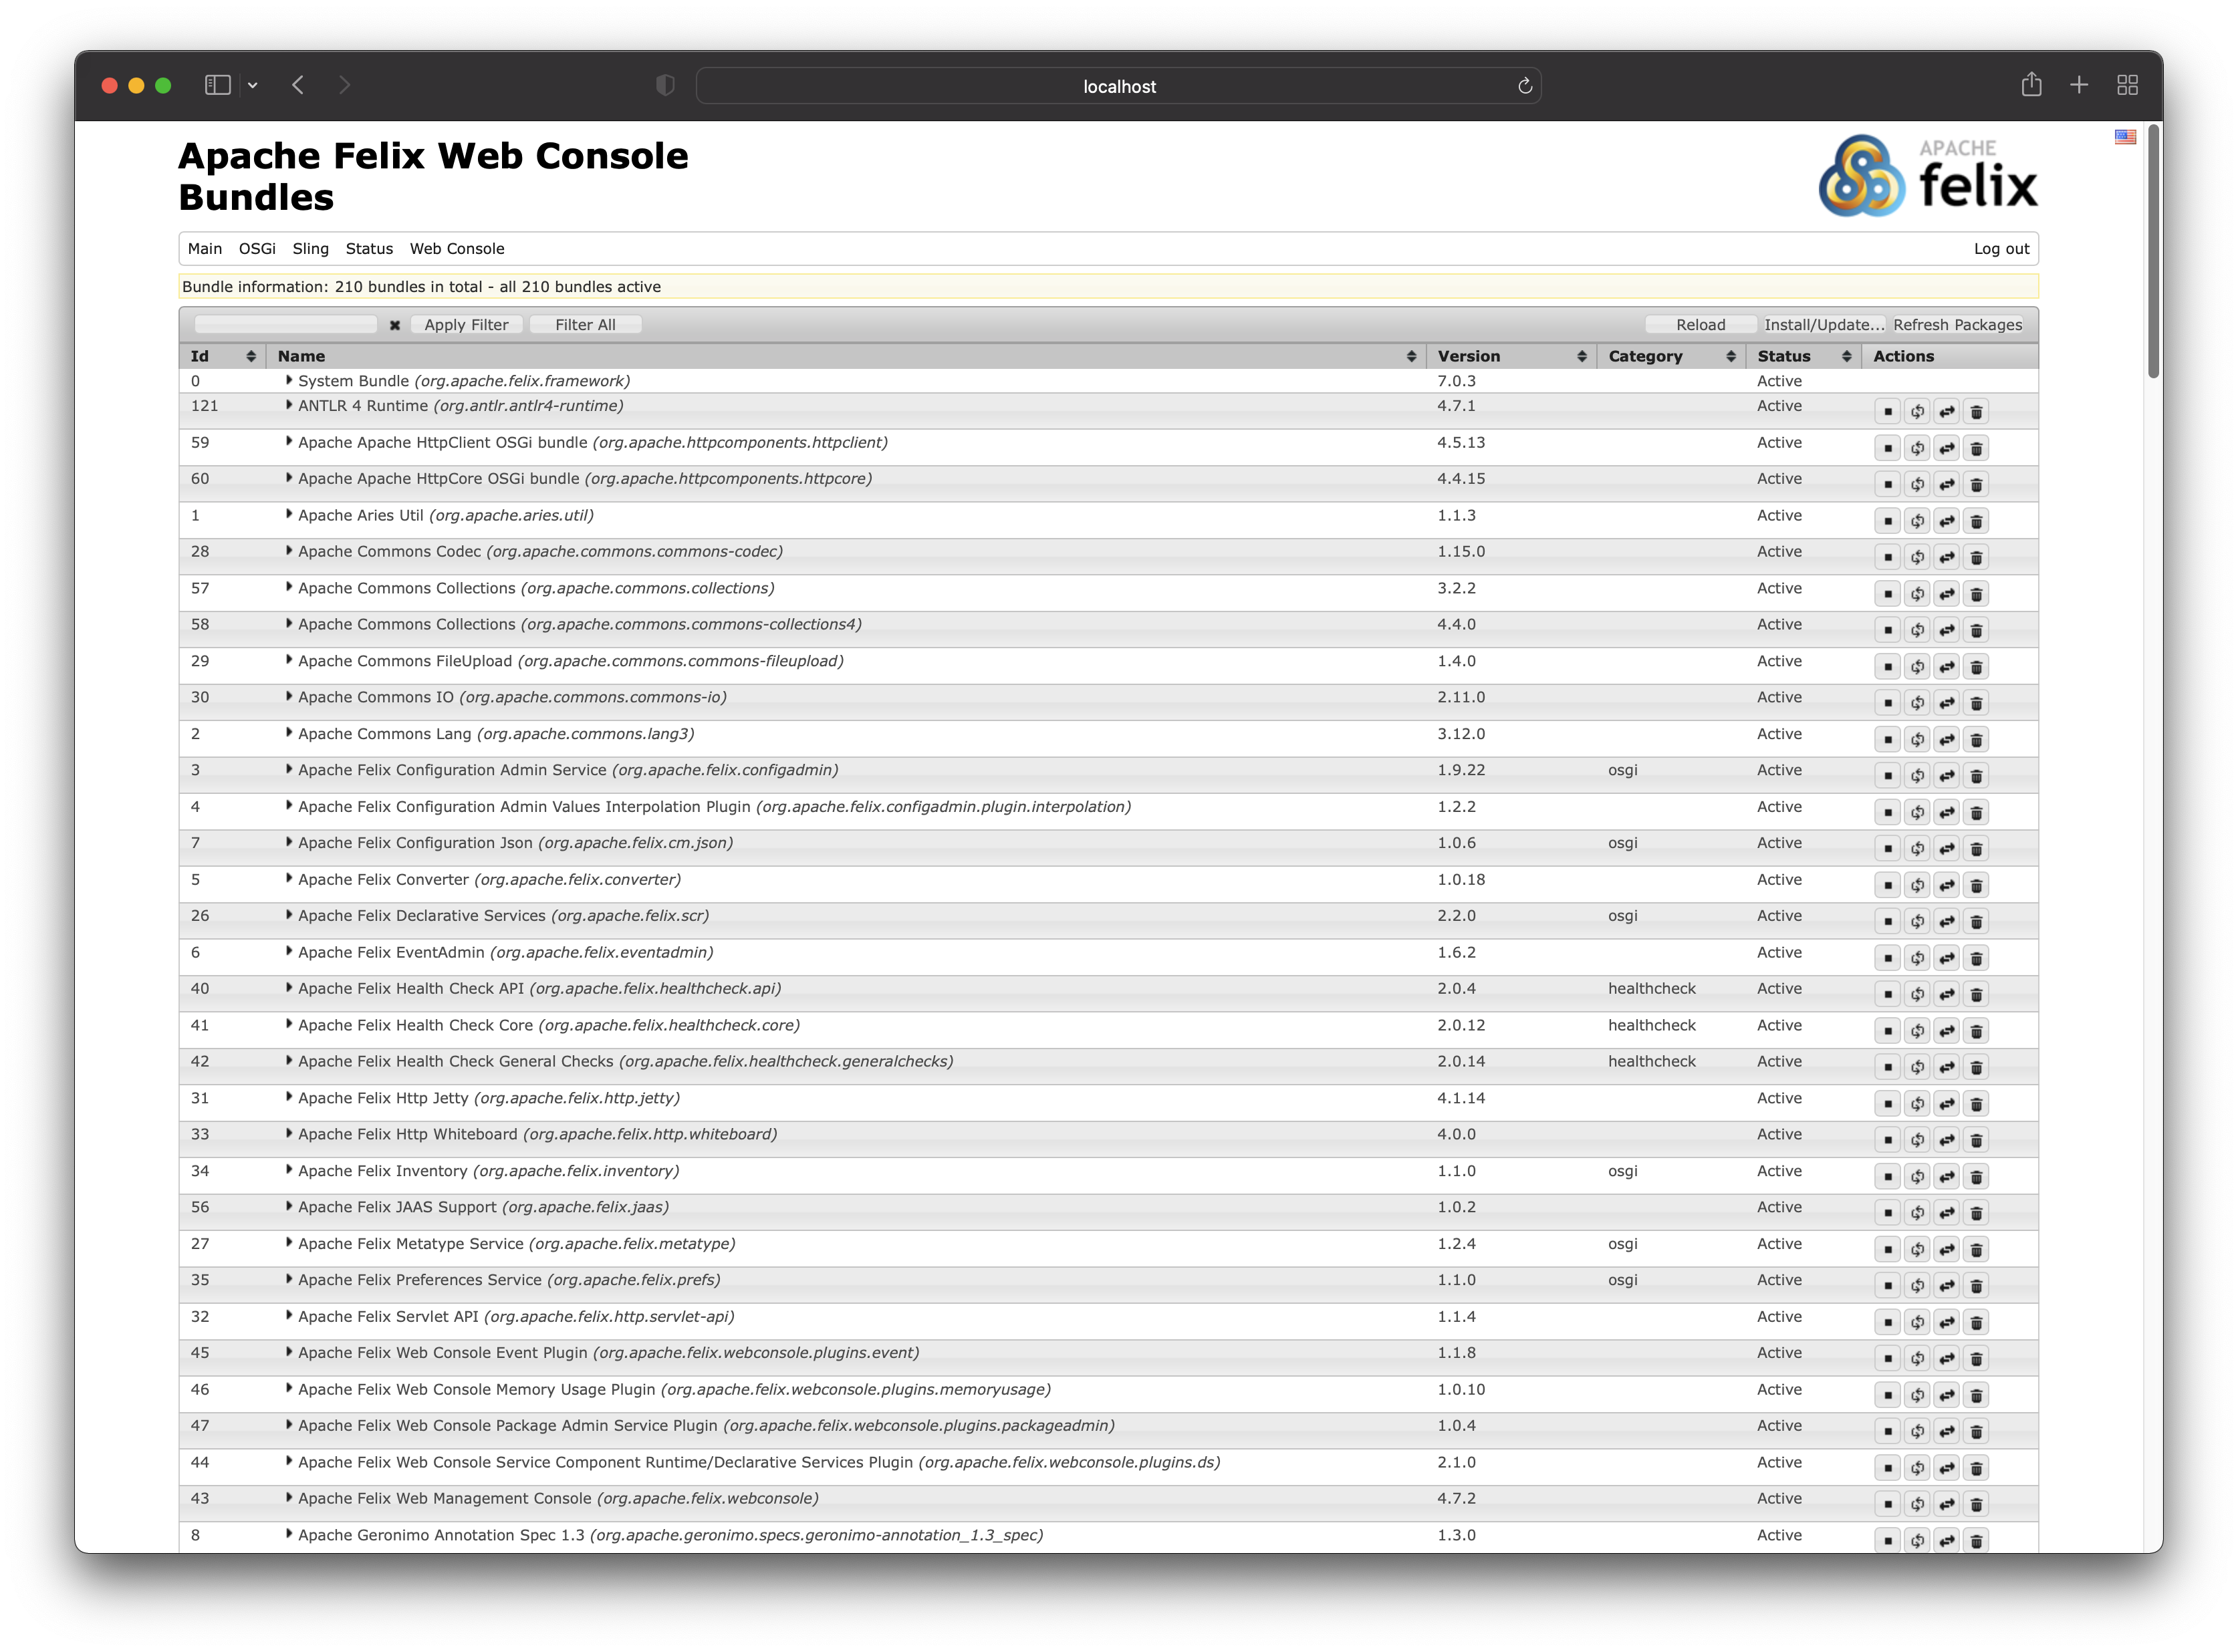 localhost
Apache Felix Web Console
Bundles
APACHE
felix
Main OSGi Sling Status Web Console Log out
Bundle information: 210 bundles in total - all 210 bundles active
Apply Filter Filter All Reload Install/Update... Refresh Packages
Id Name Version Category Status Actions
0 System Bundle (org.apache.felix.framework) 7.0.3 Active
121 ANTLR 4 Runtime (org.antlr.antlr4-runtime) 4.7.1 Active
59 Apache Apache HttpClient OSGi bundle (org.apache.httpcomponents.httpclient) 4.5.13 Active
60 Apache Apache HttpCore OSGi bundle (org.apache.httpcomponents.httpcore) 4.4.15 Active
1 Apache Aries Util (org.apache.aries.util) 1.1.3 Active
28 Apache Commons Codec (org.apache.commons.commons-codec) 1.15.0 Active
57 Apache Commons Collections (org.apache.commons.collections) 3.2.2 Active
58 Apache Commons Collections (org.apache.commons.commons-collections4) 4.4.0 Active
29 Apache Commons FileUpload (org.apache.commons.commons-fileupload) 1.4.0 Active
30 Apache Commons IO (org.apache.commons.commons-io) 2.11.0 Active
2 Apache Commons Lang (org.apache.commons.lang3) 3.12.0 Active
3 Apache Felix Configuration Admin Service (org.apache.felix.configadmin) 1.9.22 osgi Active
4 Apache Felix Configuration Admin Values Interpolation Plugin (org.apache.felix.configadmin.plugin.interpolation) 1.2.2 Active
7 Apache Felix Configuration Json (org.apache.felix.cm.json) 1.0.6 osgi Active
5 Apache Felix Converter (org.apache.felix.converter) 1.0.18 Active
26 Apache Felix Declarative Services (org.apache.felix.scr) 2.2.0 osgi Active
6 Apache Felix EventAdmin (org.apache.felix.eventadmin) 1.6.2 Active
40 Apache Felix Health Check API (org.apache.felix.healthcheck.api) 2.0.4 healthcheck Active
41 Apache Felix Health Check Core (org.apache.felix.healthcheck.core) 2.0.12 healthcheck Active
42 Apache Felix Health Check General Checks (org.apache.felix.healthcheck.generalchecks) 2.0.14 healthcheck Active
31 Apache Felix Http Jetty (org.apache.felix.http.jetty) 4.1.14 Active
33 Apache Felix Http Whiteboard (org.apache.felix.http.whiteboard) 4.0.0 Active
34 Apache Felix Inventory (org.apache.felix.inventory) 1.1.0 osgi Active
56 Apache Felix JAAS Support (org.apache.felix.jaas) 1.0.2 Active
27 Apache Felix Metatype Service (org.apache.felix.metatype) 1.2.4 osgi Active
35 Apache Felix Preferences Service (org.apache.felix.prefs) 1.1.0 osgi Active
32 Apache Felix Servlet API (org.apache.felix.http.servlet-api) 1.1.4 Active
45 Apache Felix Web Console Event Plugin (org.apache.felix.webconsole.plugins.event) 1.1.8 Active
46 Apache Felix Web Console Memory Usage Plugin (org.apache.felix.webconsole.plugins.memoryusage) 1.0.10 Active
47 Apache Felix Web Console Package Admin Service Plugin (org.apache.felix.webconsole.plugins.packageadmin) 1.0.4 Active
44 Apache Felix Web Console Service Component Runtime/Declarative Services Plugin (org.apache.felix.webconsole.plugins.ds) 2.1.0 Active
43 Apache Felix Web Management Console (org.apache.felix.webconsole) 4.7.2 Active
8 Apache Geronimo Annotation Spec 1.3 (org.apache.geronimo.specs.geronimo-annotation_1.3_spec) 1.3.0 Active